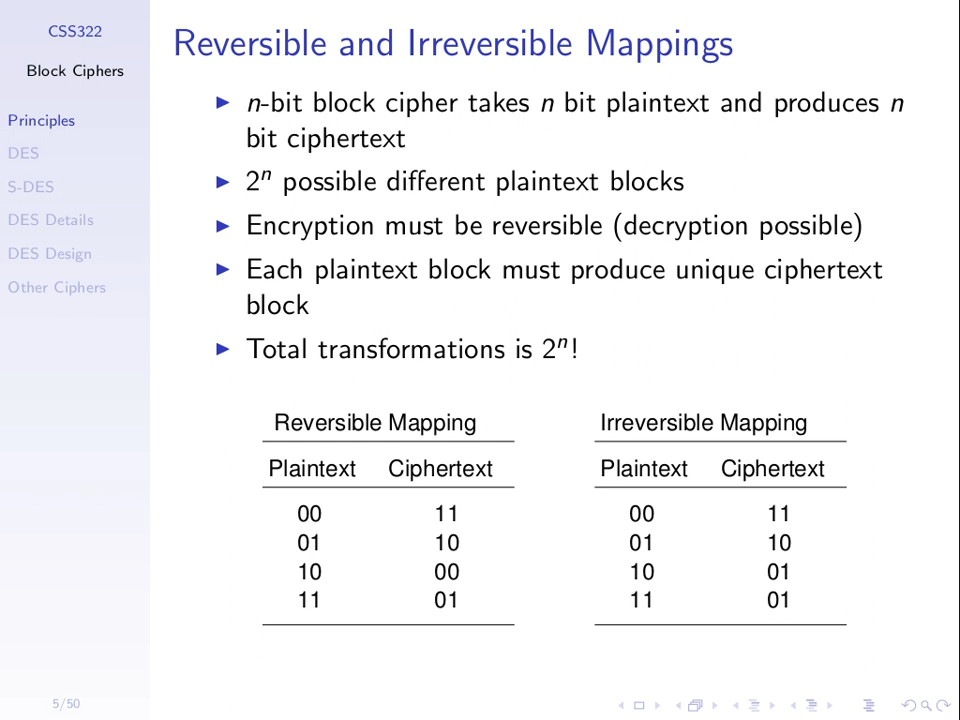 CSS322
Block Ciphers
Principles
DES
S-DES
DES Details
DES Design
Other Ciphers
Reversible and Irreversible Mappings
n-bit block cipher takes n bit plaintext and produces n
bit ciphertext
2ⁿ possible different plaintext blocks
Encryption must be reversible (decryption possible)
Each plaintext block must produce unique ciphertext
block
Total transformations is 2ⁿ!
Reversible Mapping
Plaintext Ciphertext
00 11
01 10
10 00
11 01
Irreversible Mapping
Plaintext Ciphertext
00 11
01 10
10 01
11 01
5/50